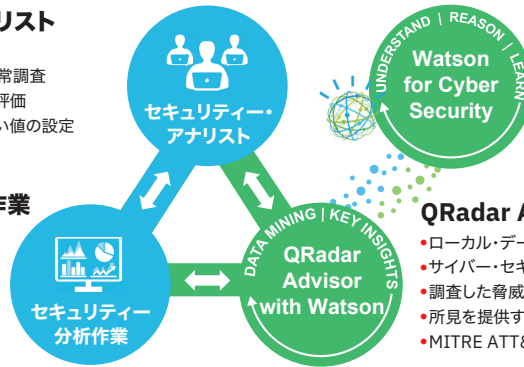 リスト
常調査
評価
い値の設定
セキュリティー・
アナリスト
UNDERSTAND | REASON | LEARN
Watson
for Cyber
Security
作業
セキュリティー
分析作業
DATA MINING | KEY INSIGHTS
QRadar
Advisor
with Watson
QRadar A
•ローカル・デー
•サイバー・セキ
•調査した脅威
•所見を提供す
•MITRE ATT&